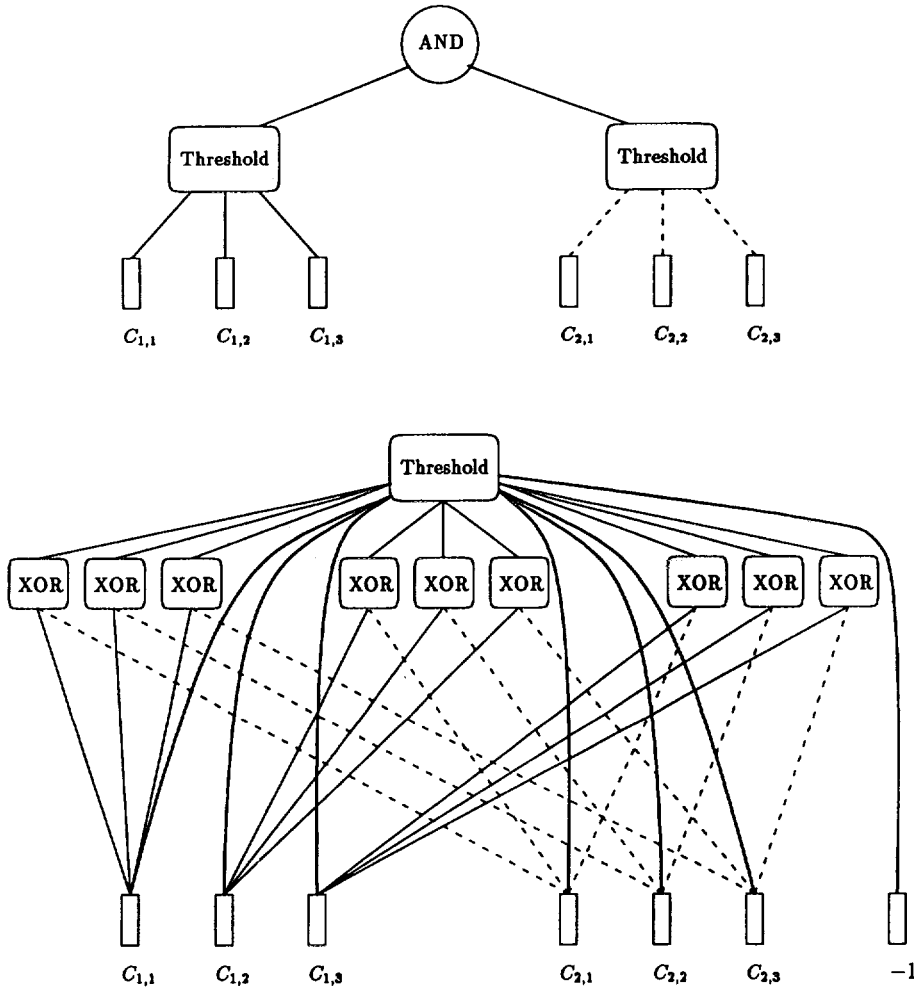 AND
Threshold Threshold
C₁,₁ C₁,₂ C₁,₃ C₂,₁ C₂,₂ C₂,₃
Threshold
XOR XOR XOR XOR XOR XOR XOR XOR XOR
C₁,₁ C₁,₂ C₁,₃ C₂,₁ C₂,₂ C₂,₃ −1